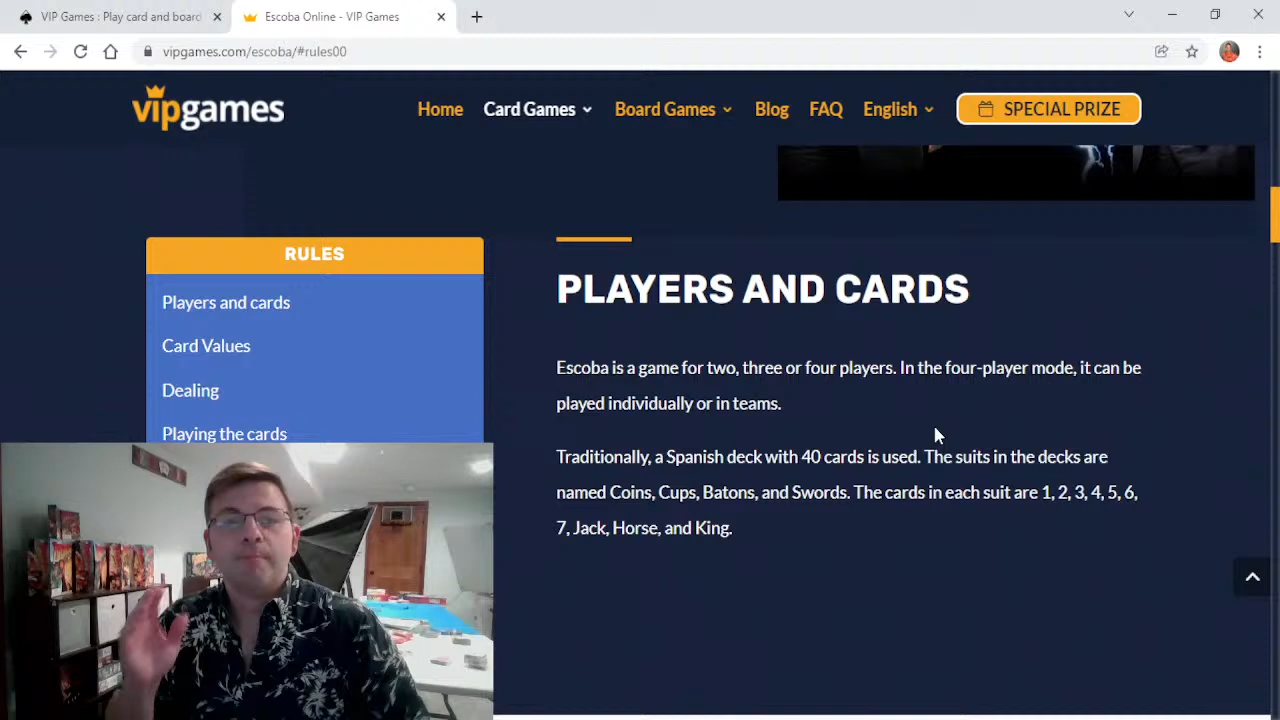 VIP Games : Play card and board
Escoba Online - VIP Games
vipgames.com/escoba/#rules00
vipgames
Home
Card Games
Board Games
Blog
FAQ
English
SPECIAL PRIZE
RULES
Players and cards
Card Values
Dealing
Playing the cards
PLAYERS AND CARDS
Escoba is a game for two, three or four players. In the four-player mode, it can be
played individually or in teams.
Traditionally, a Spanish deck with 40 cards is used. The suits in the decks are
named Coins, Cups, Batons, and Swords. The cards in each suit are 1, 2, 3, 4, 5, 6,
7, Jack, Horse, and King.